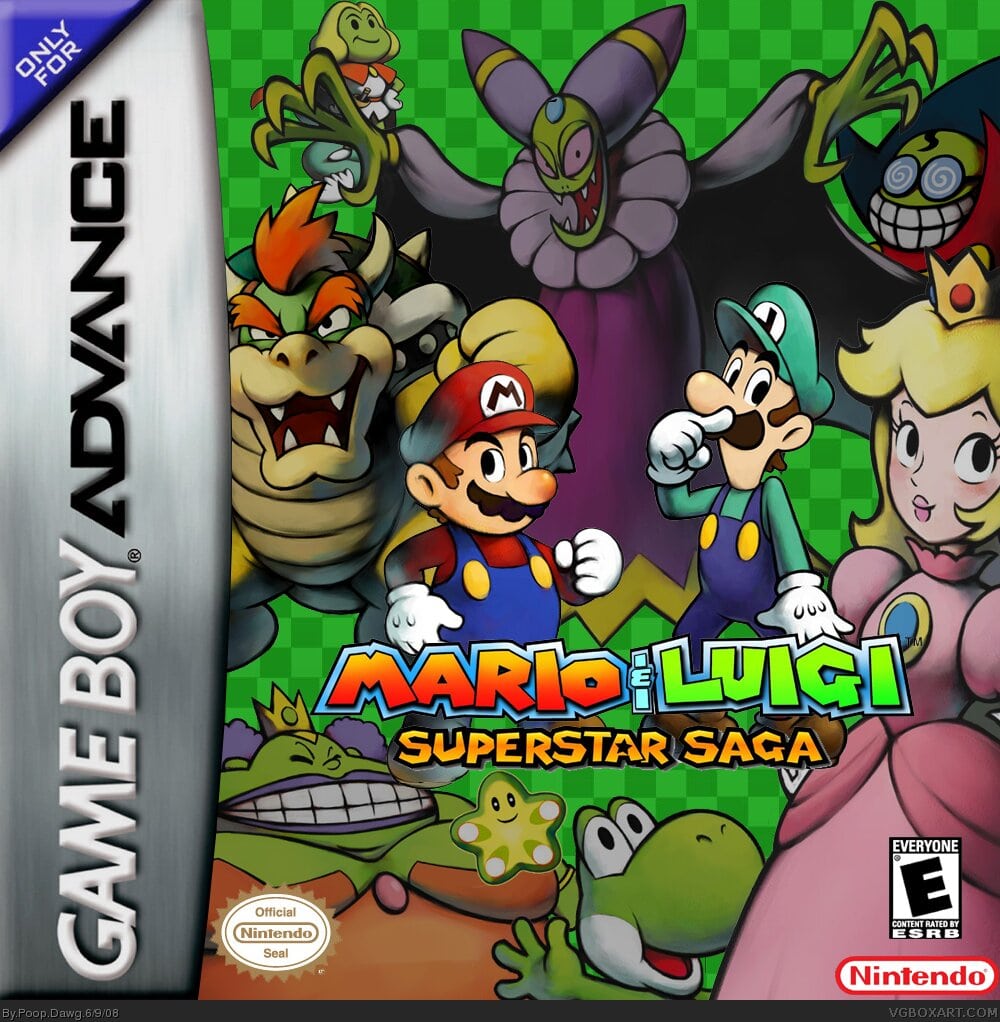 ONLY
FOR
GAME BOY ADVANCE
®
M
L
MARIO & LUIGI
TM
SUPERSTAR SAGA
Official
Nintendo
Seal
EVERYONE
E
CONTENT RATED BY
ESRB
Nintendo®
By.Poop.Dawg.6/9/08
VGBOXART.COM